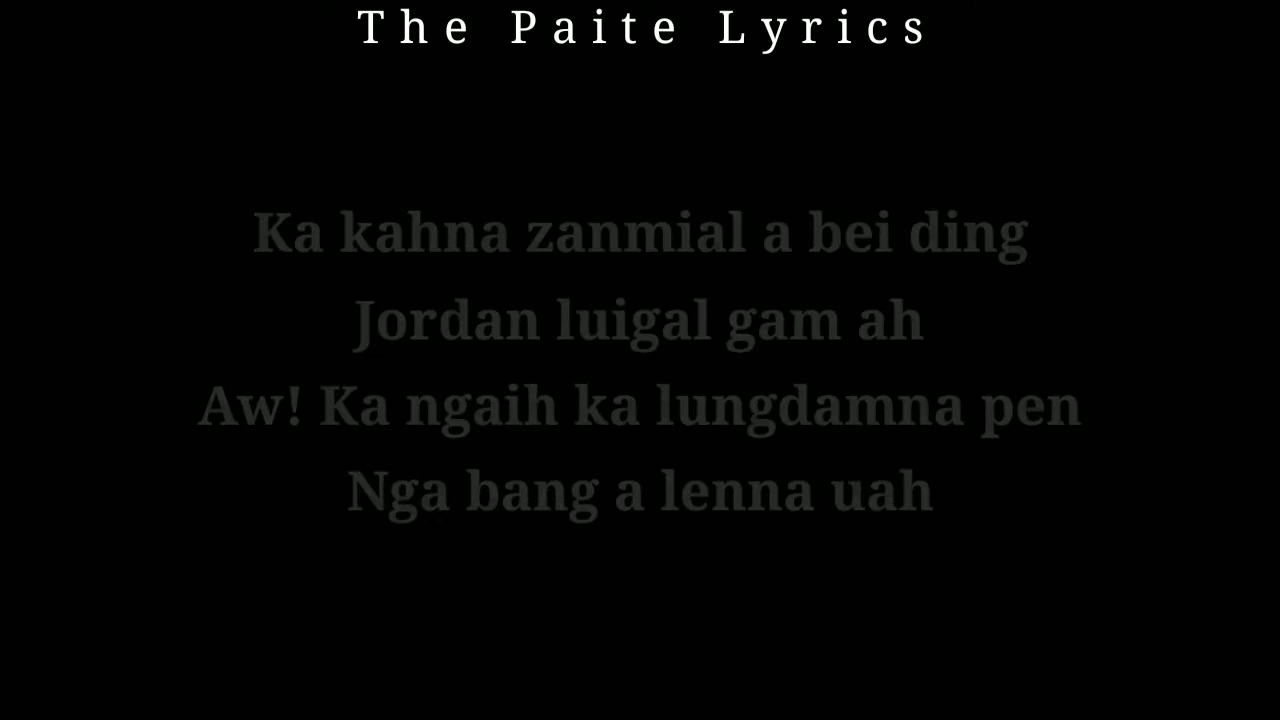 The Paite Lyrics
Ka kahna zanmial a bei ding
Jordan luigal gam ah
Aw! Ka ngaih ka lungdamna pen
Nga bang a lenna uah